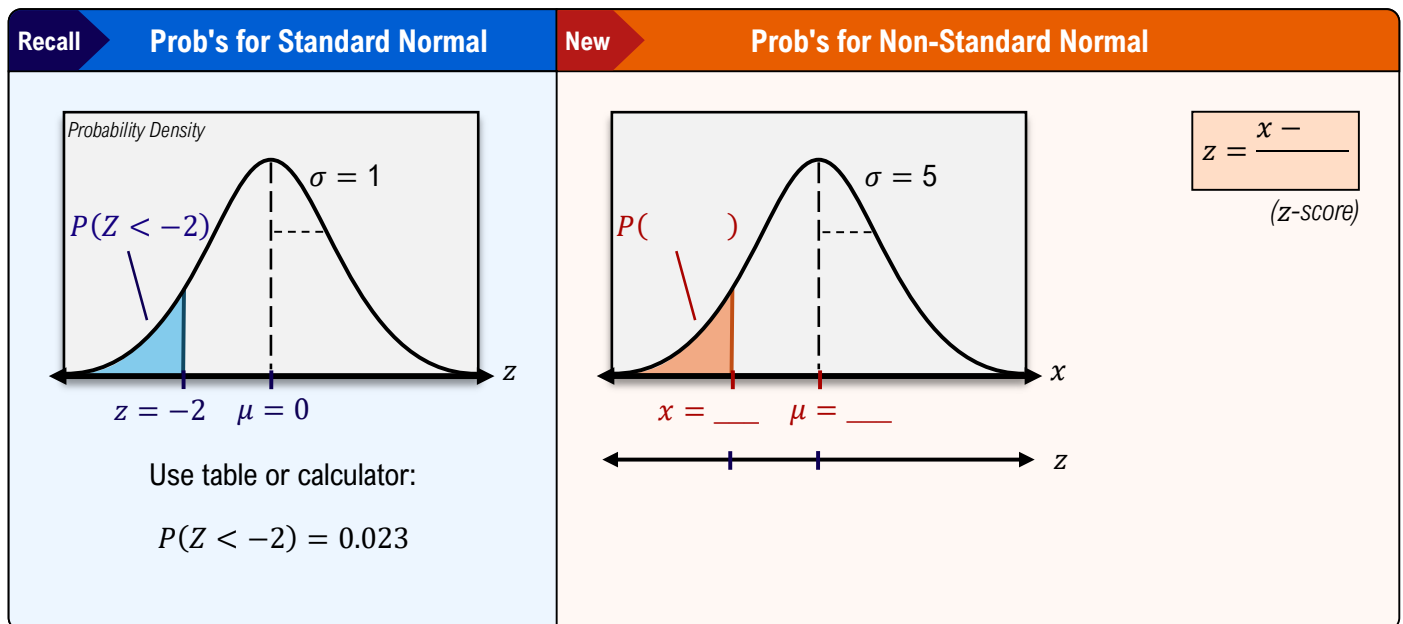 Recall
Prob's for Standard Normal
Probability Density
σ = 1
P(Z < −2)
z
z = −2
μ = 0
Use table or calculator:
P(Z < −2) = 0.023
New
Prob's for Non-Standard Normal
z = x − ———
(z-score)
σ = 5
P( )
x
x = ___
μ = ___
z